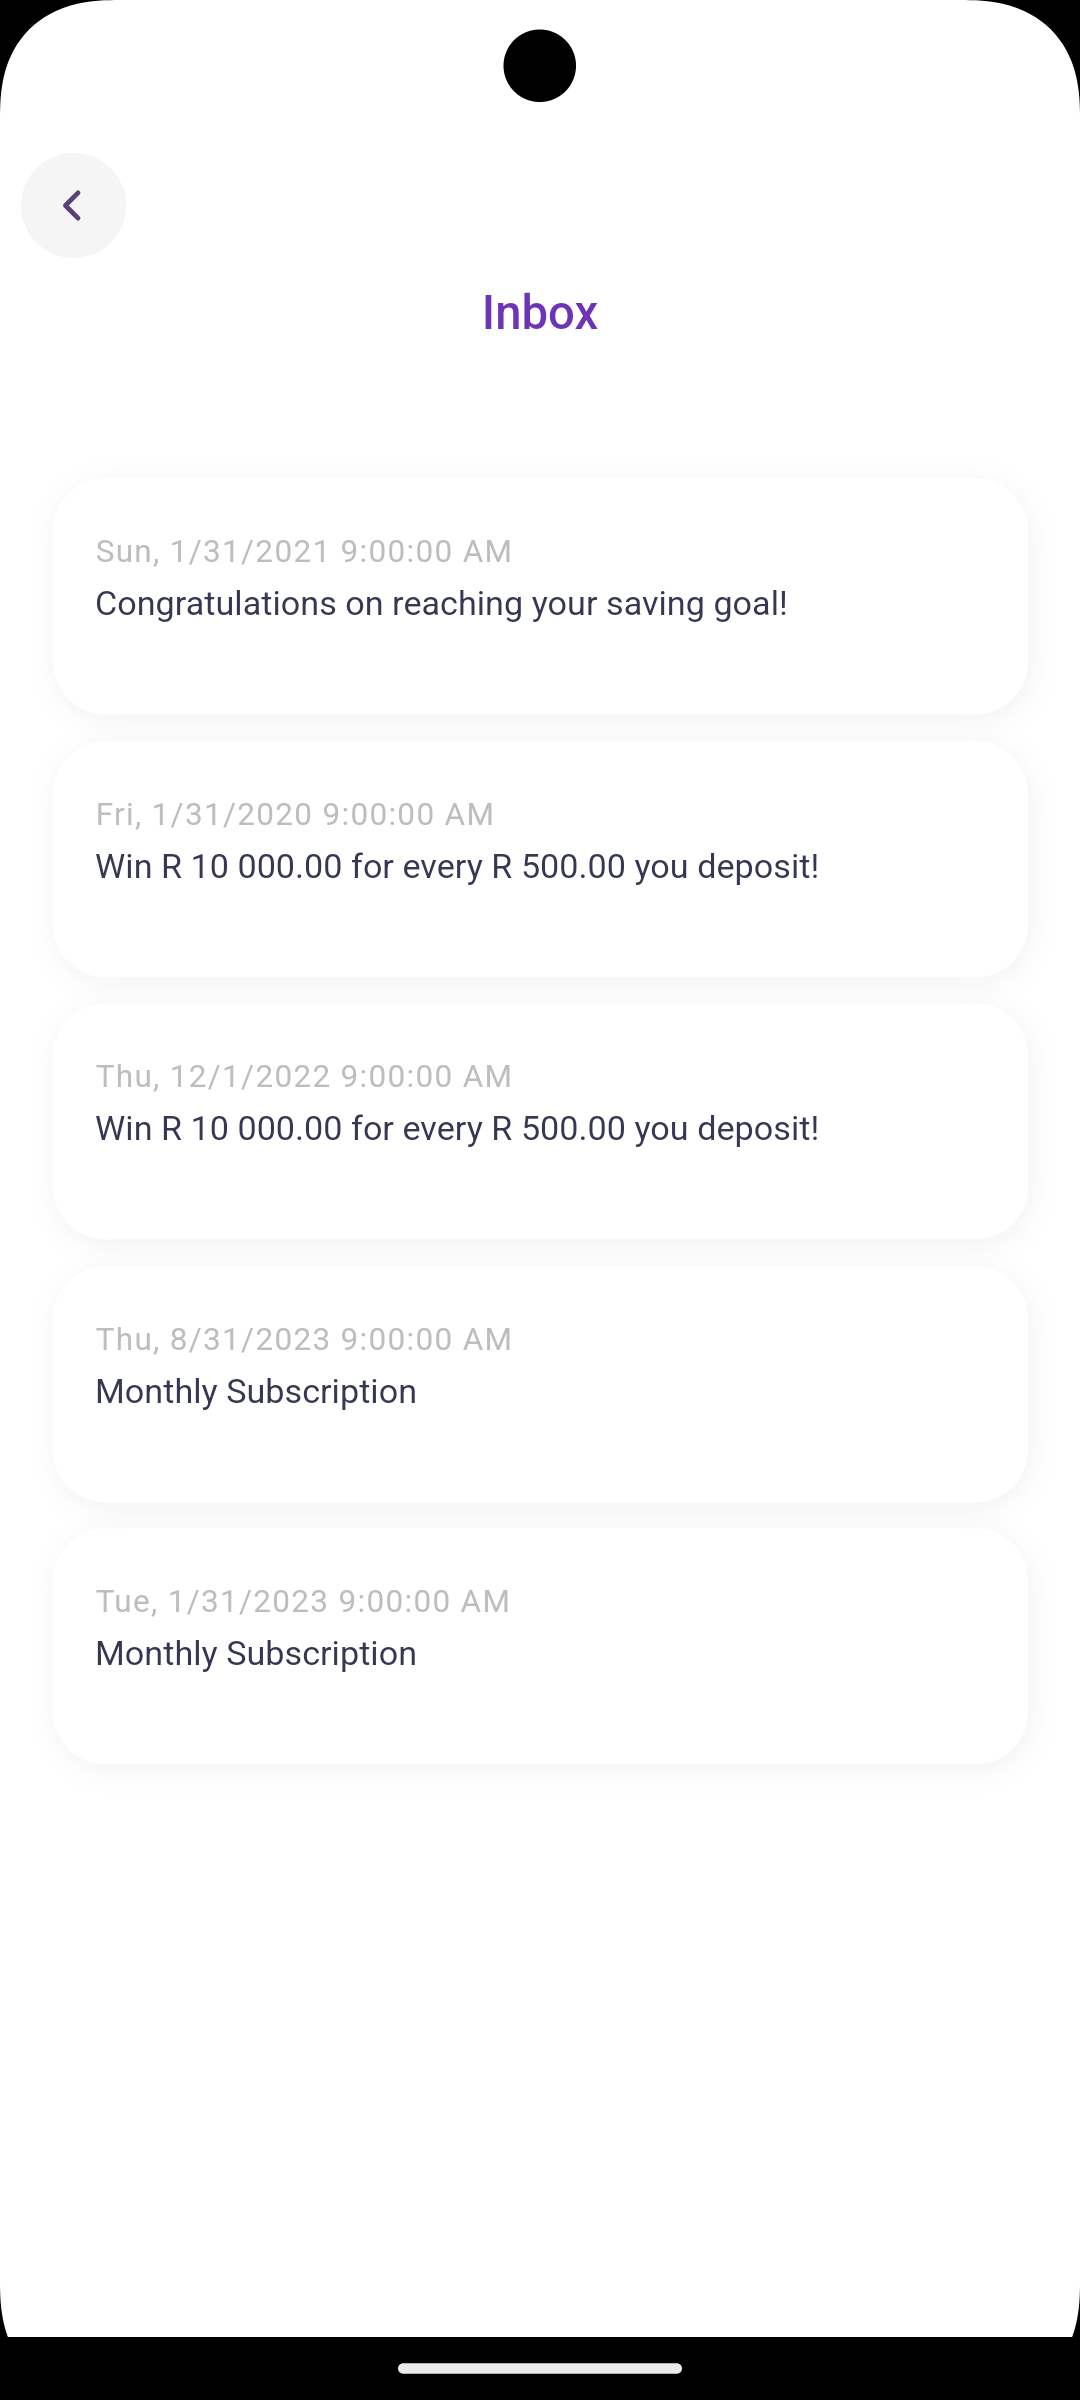 Inbox
Sun, 1/31/2021 9:00:00 AM
Congratulations on reaching your saving goal!
Fri, 1/31/2020 9:00:00 AM
Win R 10 000.00 for every R 500.00 you deposit!
Thu, 12/1/2022 9:00:00 AM
Win R 10 000.00 for every R 500.00 you deposit!
Thu, 8/31/2023 9:00:00 AM
Monthly Subscription
Tue, 1/31/2023 9:00:00 AM
Monthly Subscription